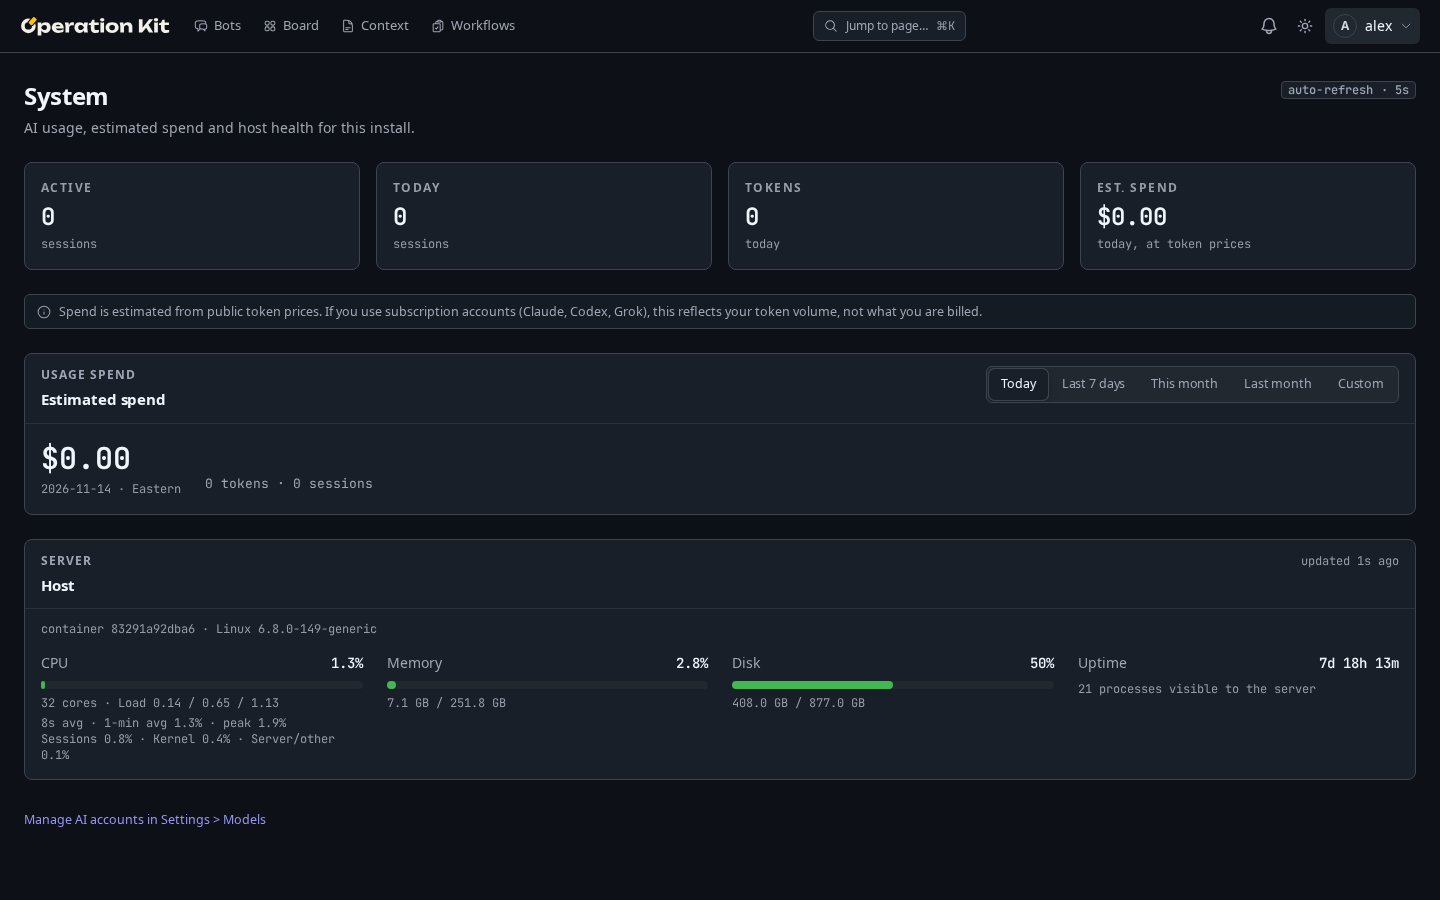 Operation Kit
Bots
Board
Context
Workflows
Jump to page... ⌘K
A
alex
System
auto-refresh · 5s
AI usage, estimated spend and host health for this install.
ACTIVE
0
sessions
TODAY
0
sessions
TOKENS
0
today
EST. SPEND
$0.00
today, at token prices
Spend is estimated from public token prices. If you use subscription accounts (Claude, Codex, Grok), this reflects your token volume, not what you are billed.
USAGE SPEND
Estimated spend
Today
Last 7 days
This month
Last month
Custom
$0.00
2026-11-14 · Eastern
0 tokens · 0 sessions
SERVER
updated 1s ago
Host
container 83291a92dba6 · Linux 6.8.0-149-generic
CPU 1.3%
32 cores · Load 0.14 / 0.65 / 1.13
8s avg · 1-min avg 1.3% · peak 1.9%
Sessions 0.8% · Kernel 0.4% · Server/other
0.1%
Memory 2.8%
7.1 GB / 251.8 GB
Disk 50%
408.0 GB / 877.0 GB
Uptime 7d 18h 13m
21 processes visible to the server
Manage AI accounts in Settings > Models